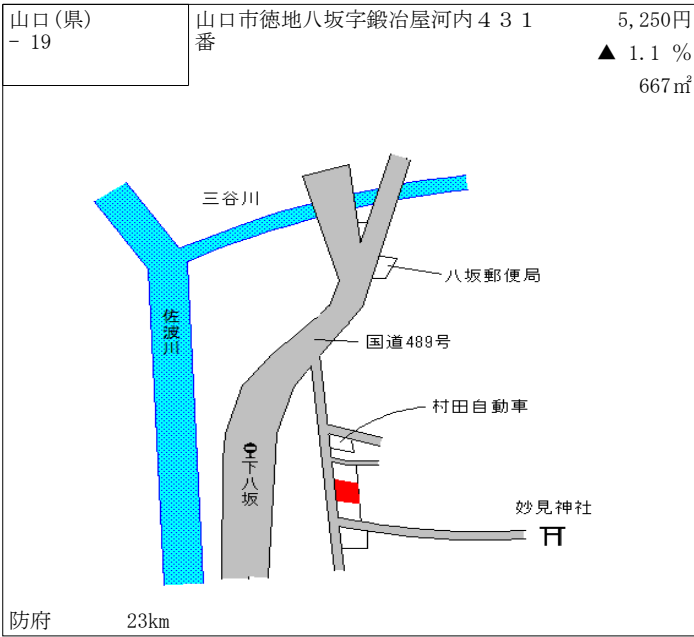 山口(県)
- 19
山口市徳地八坂字鍛冶屋河内４３１
番
5,250円
▲ 1.1 %
667㎡
三谷川
八坂郵便局
佐波川
国道489号
村田自動車
下八坂
妙見神社
防府 23km